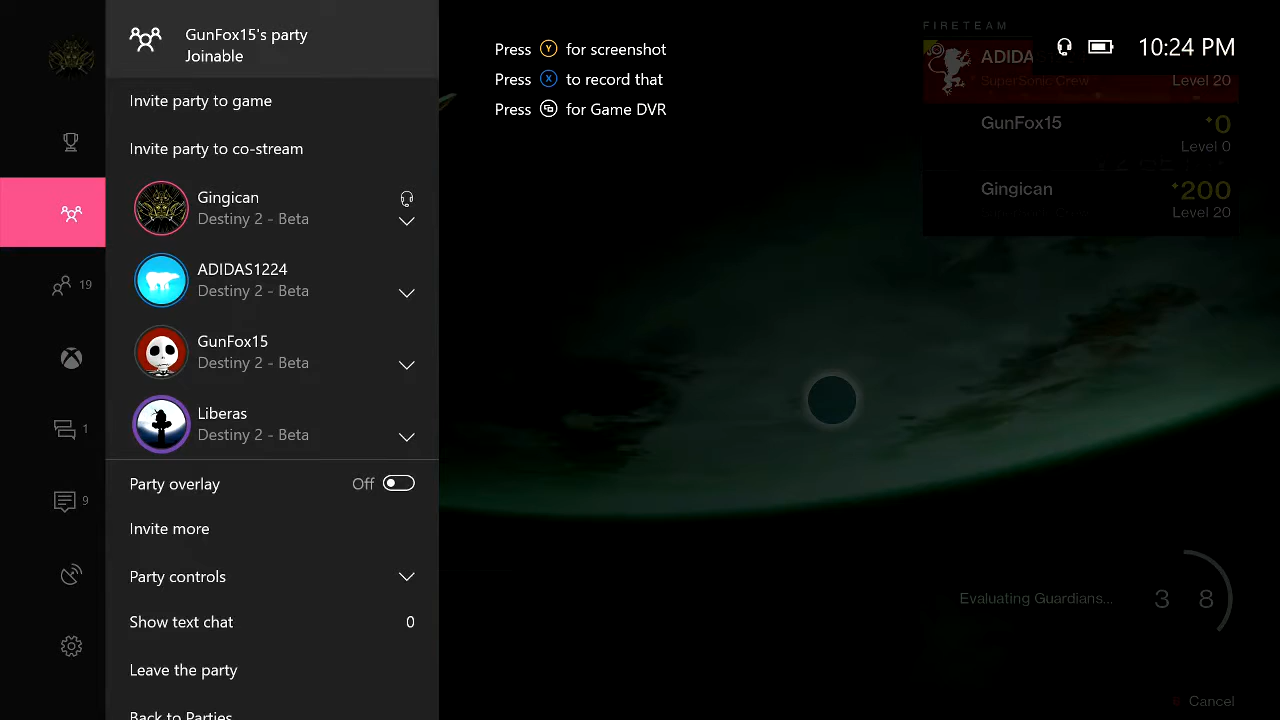 GunFox15's party
Joinable
Invite party to game
Invite party to co-stream
Gingican
Destiny 2 - Beta
ADIDAS1224
Destiny 2 - Beta
GunFox15
Destiny 2 - Beta
Liberas
Destiny 2 - Beta
Party overlay Off
Invite more
Party controls
Show text chat 0
Leave the party
Back to Parties
19
1
9
Press Y for screenshot
Press X to record that
Press for Game DVR
10:24 PM
FIRETEAM
ADIDA
SuperSonic Crew Level 20
GunFox15 +0
Level 0
Gingican +200
Level 20
Evaluating Guardians... 3 8
Cancel